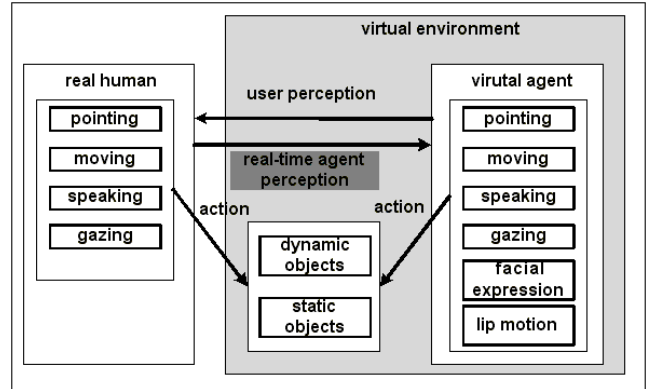 virtual environment
real human
virutal agent
user perception
pointing
moving
speaking
gazing
real-time agent
perception
action
action
dynamic
objects
static
objects
pointing
moving
speaking
gazing
facial
expression
lip motion